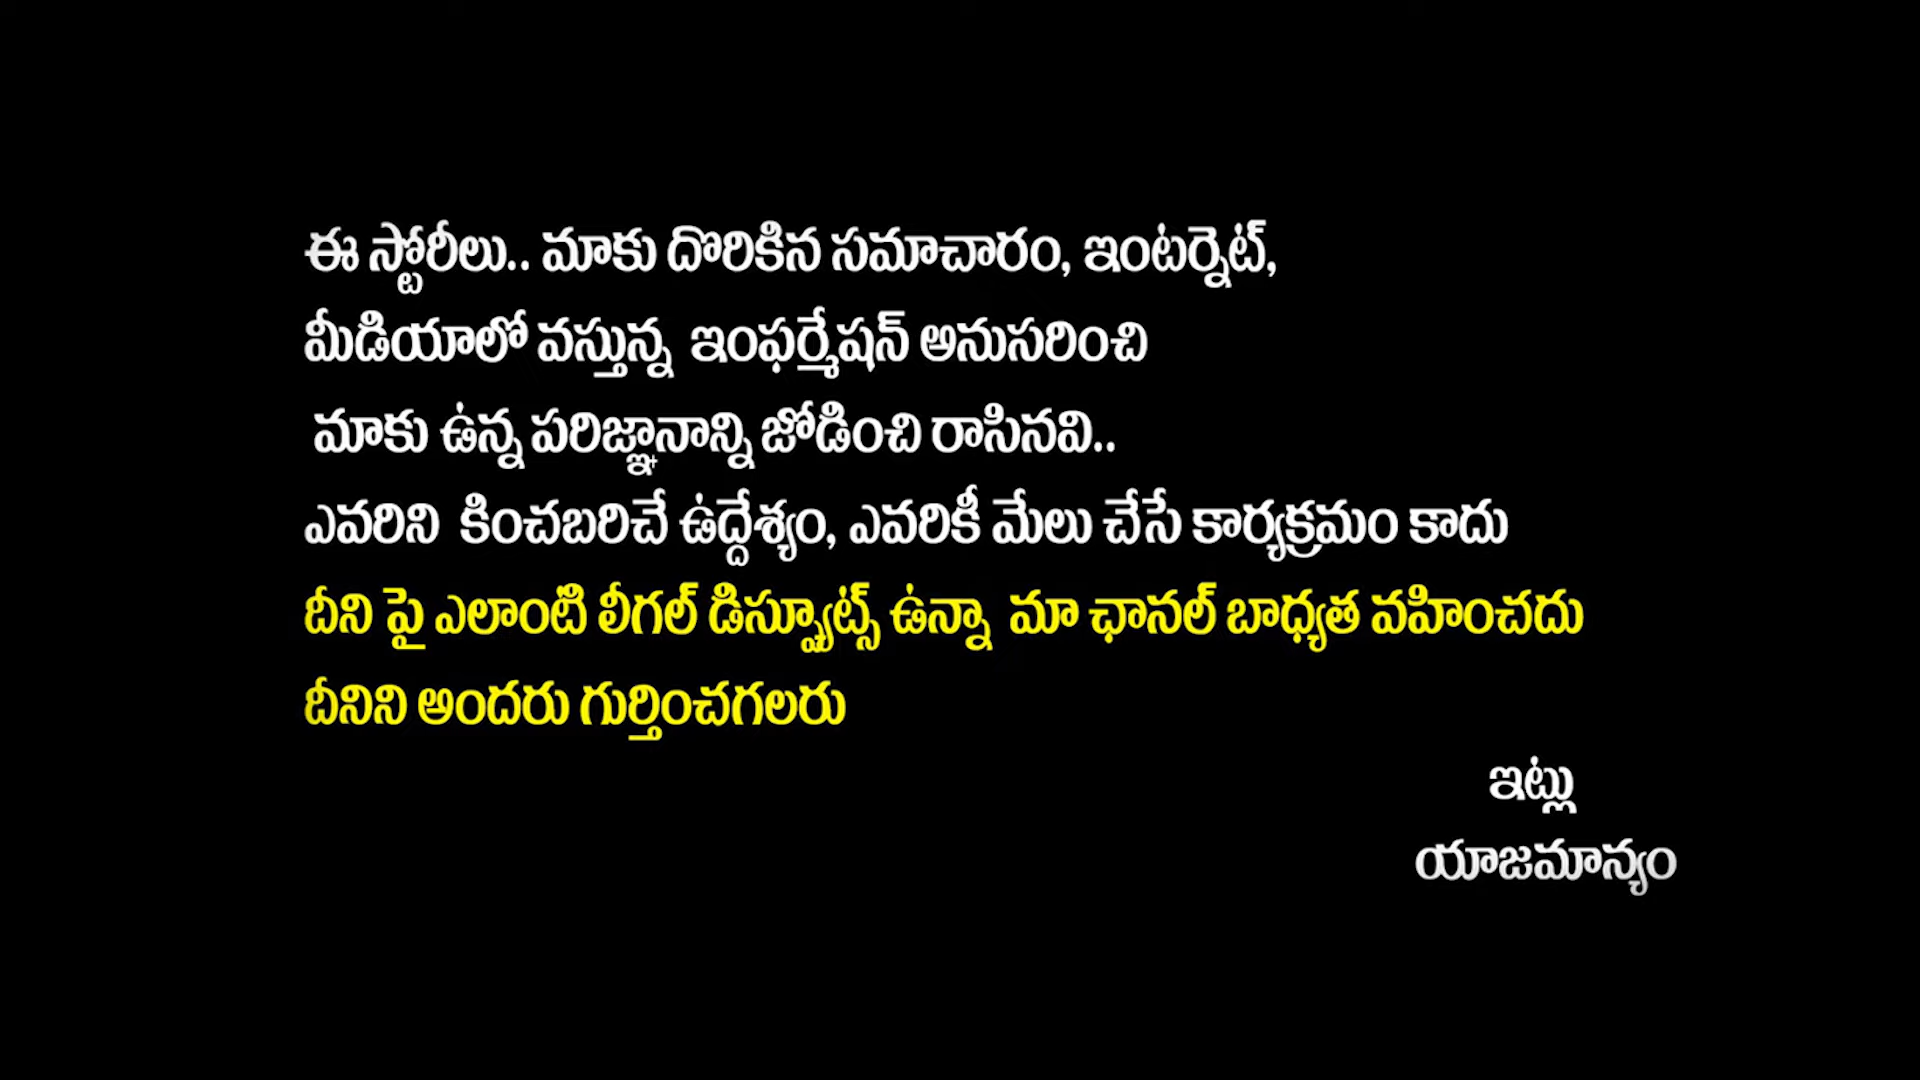 ఈ స్టోరీలు.. మాకు దొరికిన సమాచారం, ఇంటర్నెట్,
మీడియాలో వస్తున్న ఇంఫర్మేషన్ అనుసరించి
మాకు ఉన్న పరిజ్ఞానాన్ని జోడించి రాసినవి..
ఎవరిని కించబరిచే ఉద్దేశ్యం, ఎవరికీ మేలు చేసే కార్యక్రమం కాదు
దీని పై ఎలాంటి లీగల్ డిస్ప్యూట్స్ ఉన్నా మా ఛానల్ బాధ్యత వహించదు
దీనిని అందరు గుర్తించగలరు
ఇట్లు
యాజమాన్యం